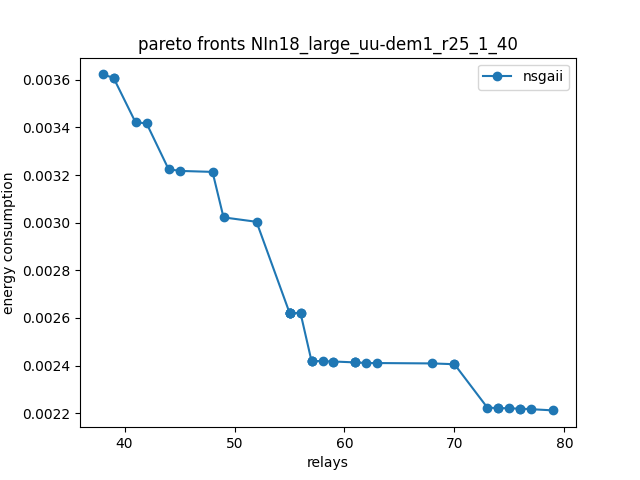 pareto fronts NIn18_large_uu-dem1_r25_1_40
nsgaii
0.0036
0.0034
0.0032
0.0030
0.0028
0.0026
0.0024
0.0022
energy consumption
40 50 60 70 80
relays